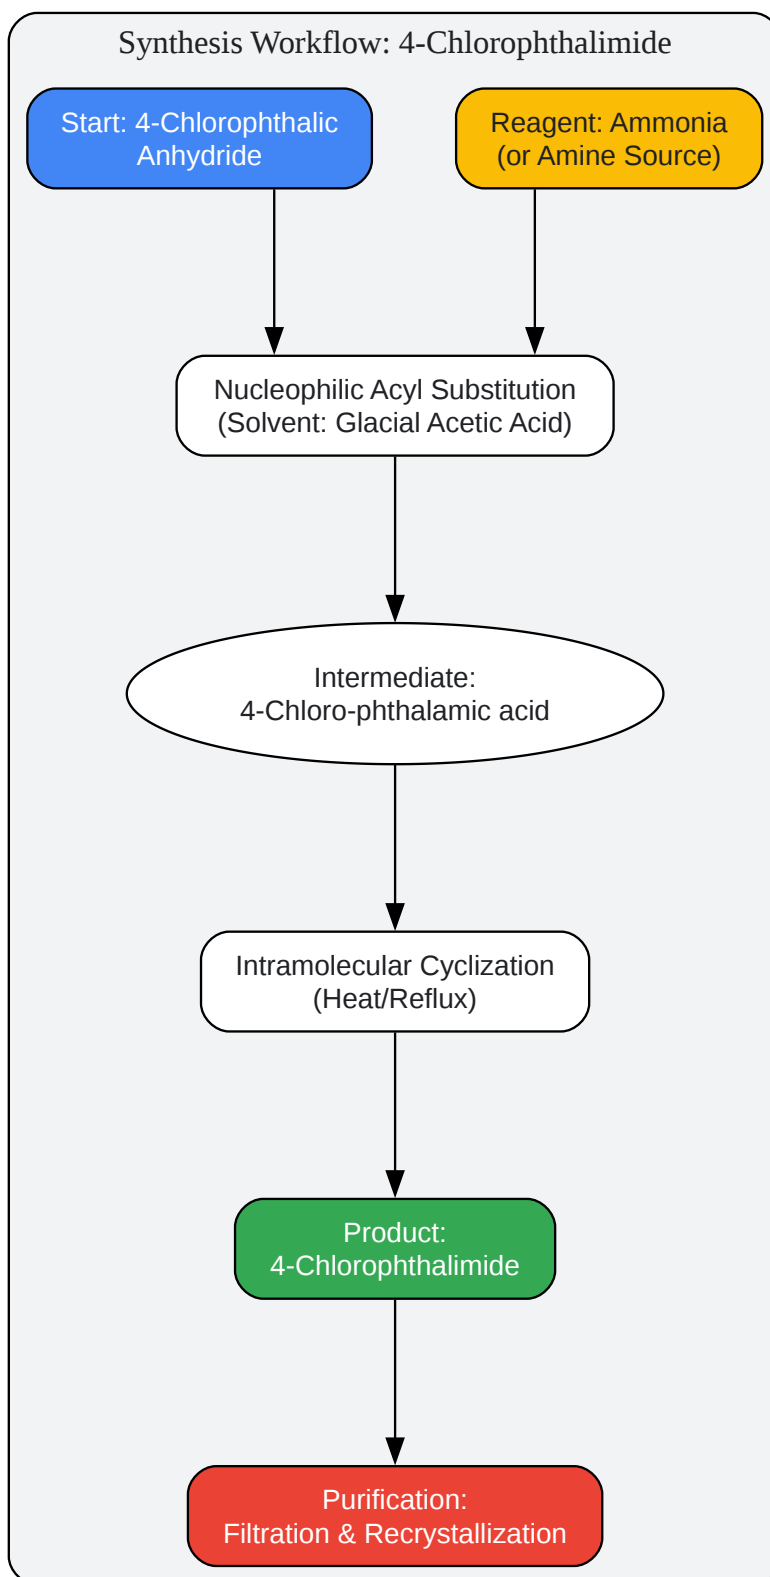 Synthesis Workflow: 4-Chlorophthalimide
Start: 4-Chlorophthalic
Anhydride
Reagent: Ammonia
(or Amine Source)
Nucleophilic Acyl Substitution
(Solvent: Glacial Acetic Acid)
Intermediate:
4-Chloro-phthalamic acid
Intramolecular Cyclization
(Heat/Reflux)
Product:
4-Chlorophthalimide
Purification:
Filtration & Recrystallization